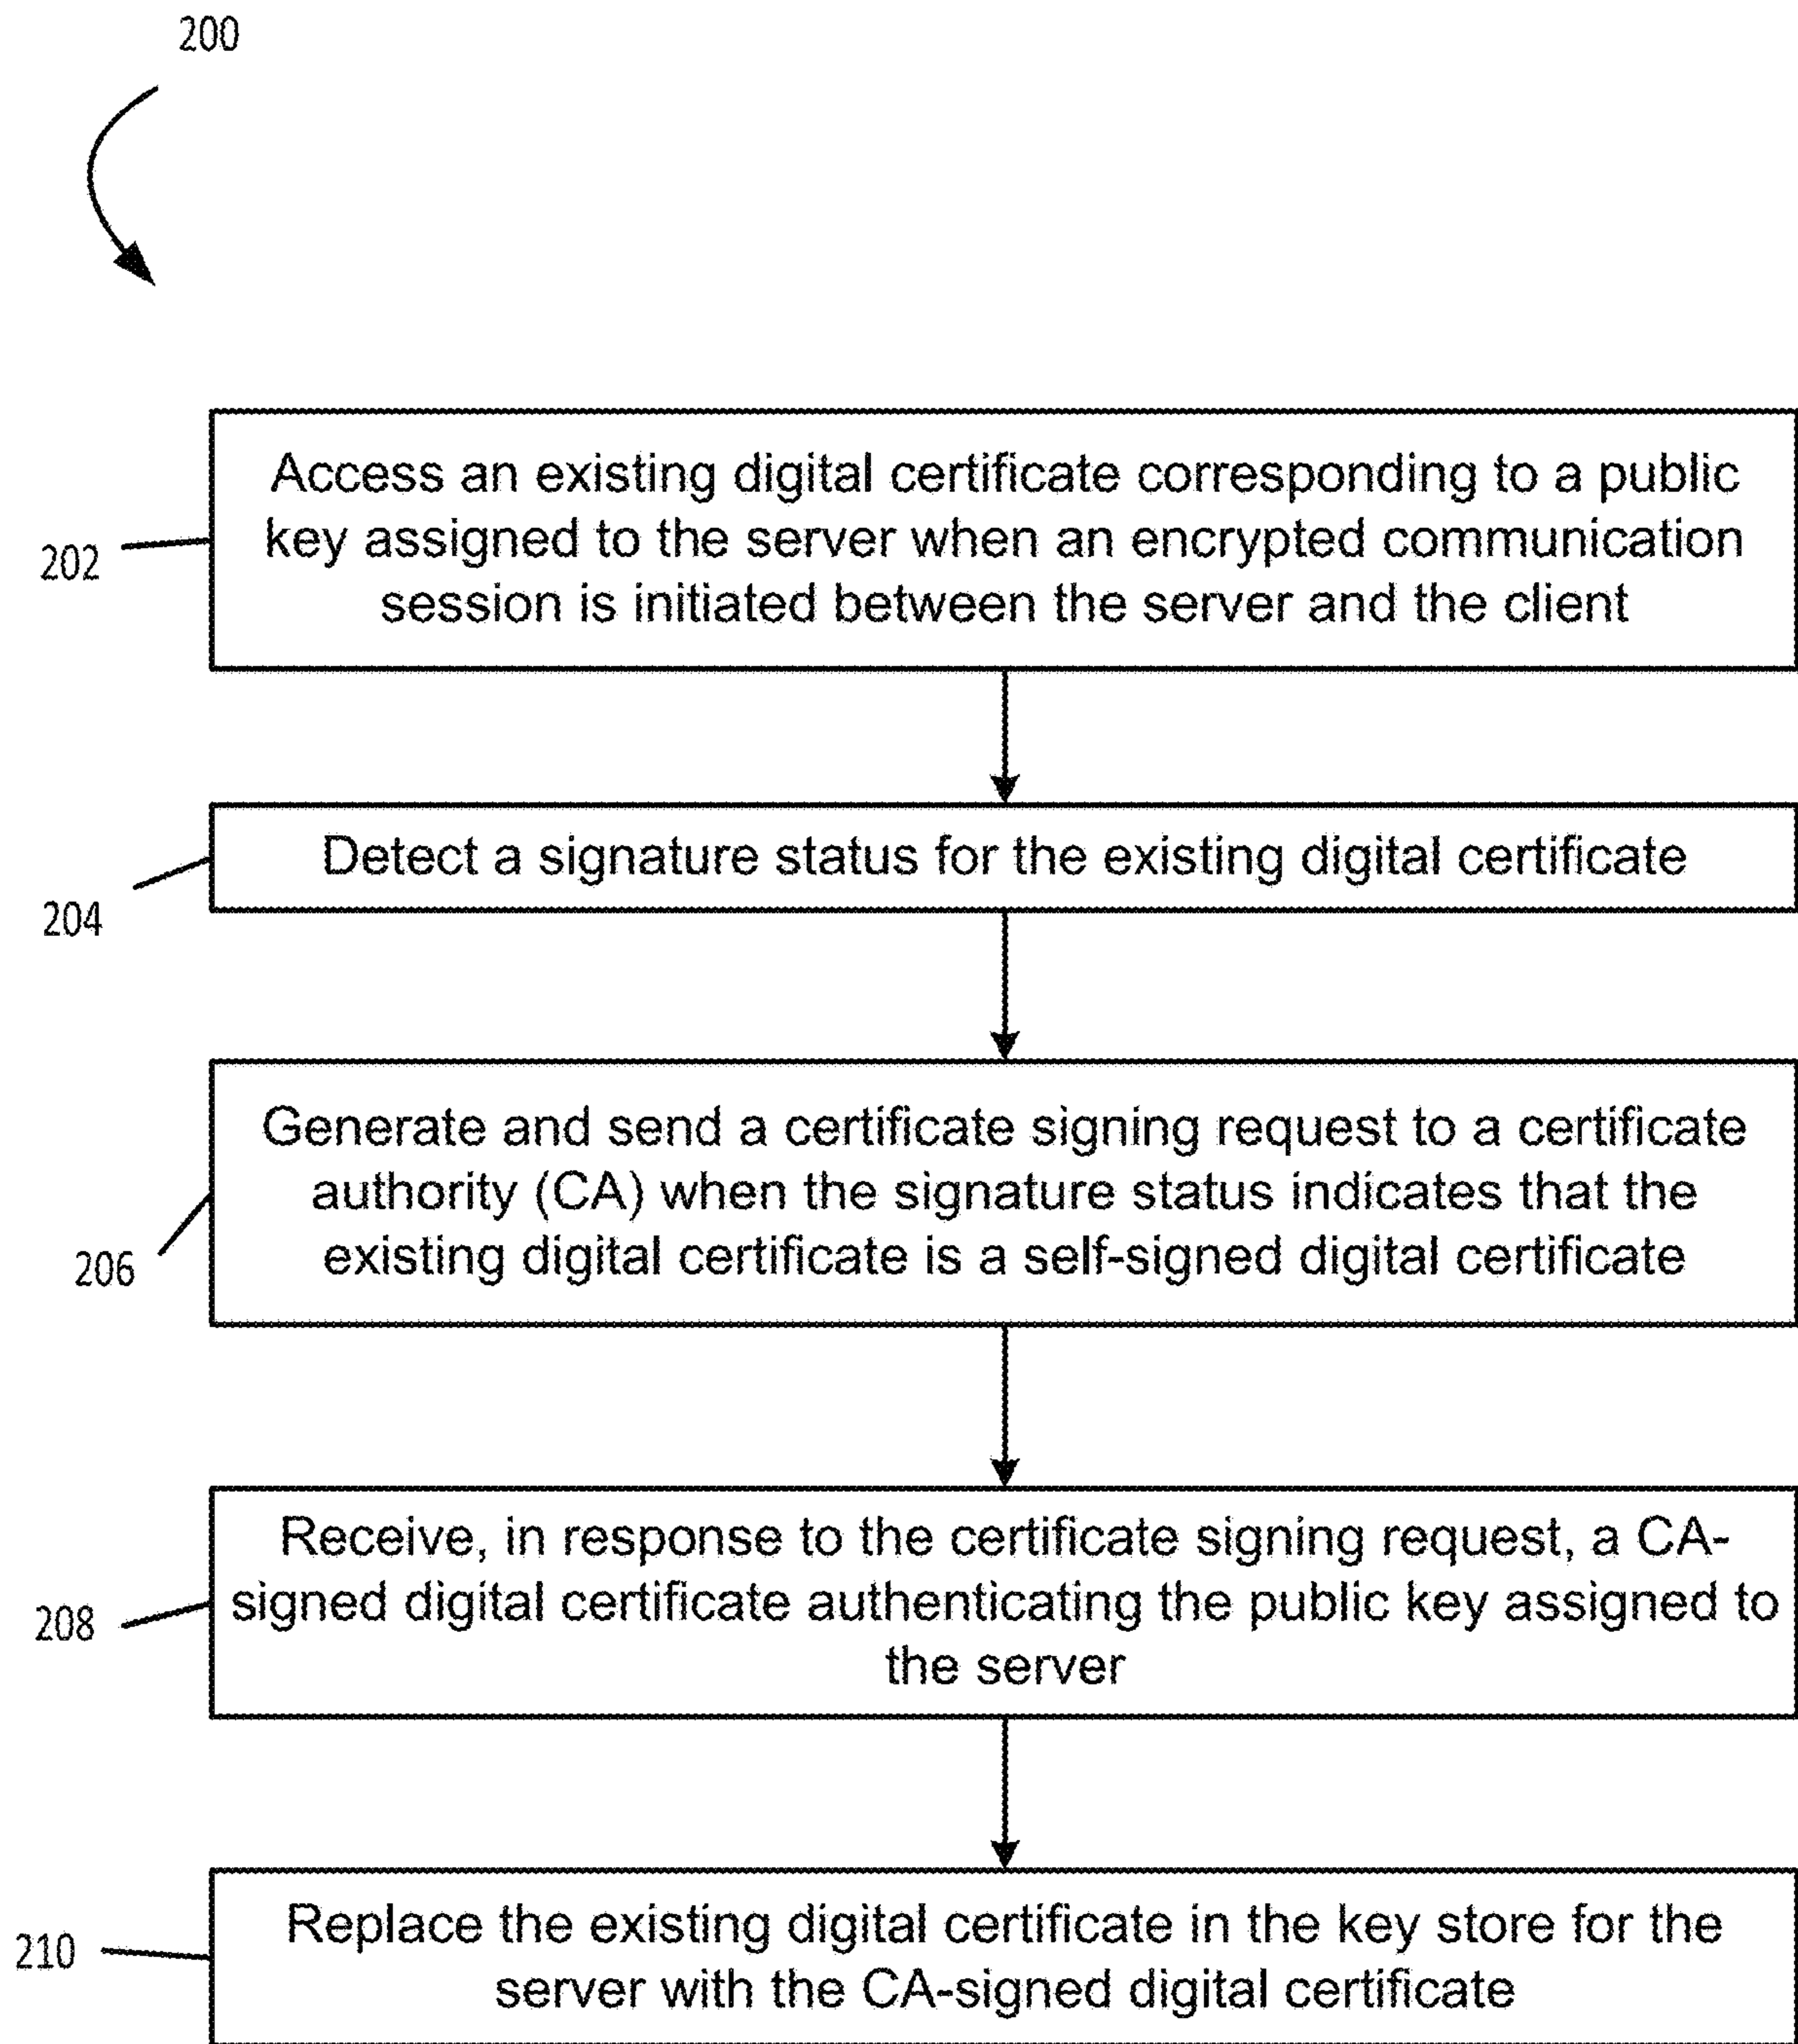 200
Access an existing digital certificate corresponding to a public
key assigned to the server when an encrypted communication
session is initiated between the server and the client
202
Detect a signature status for the existing digital certificate
204
Generate and send a certificate signing request to a certificate
authority (CA) when the signature status indicates that the
existing digital certificate is a self-signed digital certificate
206
Receive, in response to the certificate signing request, a CA-
signed digital certificate authenticating the public key assigned to
the server
208
Replace the existing digital certificate in the key store for the
server with the CA-signed digital certificate
210